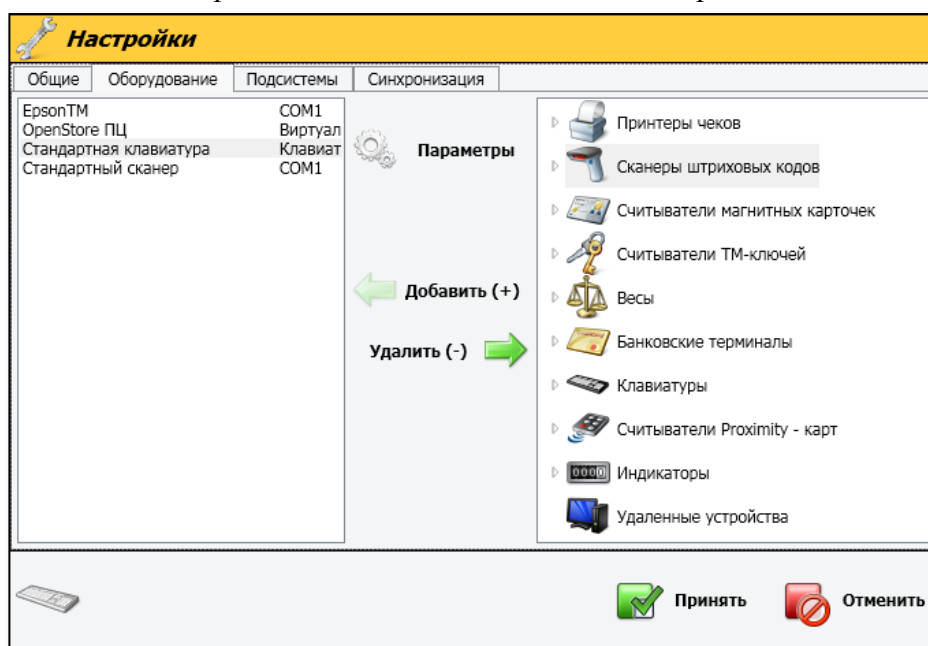 Настройки
Общие Оборудование Подсистемы Синхронизация
EpsonTM COM1
OpenStore ПЦ Виртуал
Стандартная клавиатура Клавиат
Стандартный сканер COM1
Параметры
Добавить (+)
Удалить (-)
Принтеры чеков
Сканеры штриховых кодов
Считыватели магнитных карточек
Считыватели ТМ-ключей
Весы
Банковские терминалы
Клавиатуры
Считыватели Proximity - карт
Индикаторы
Удаленные устройства
Принять Отменить